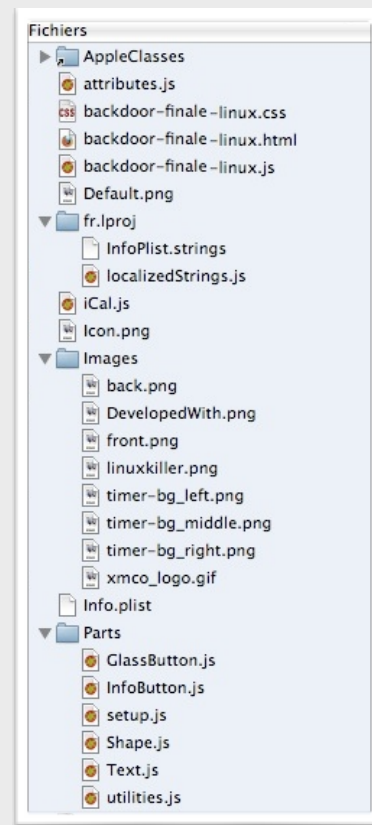 Fichiers
AppleClasses
attributes.js
backdoor-finale-linux.css
backdoor-finale-linux.html
backdoor-finale-linux.js
Default.png
fr.lproj
InfoPlist.strings
localizedStrings.js
iCal.js
Icon.png
Images
back.png
DevelopedWith.png
front.png
linuxkiller.png
timer-bg_left.png
timer-bg_middle.png
timer-bg_right.png
xmco_logo.gif
Info.plist
Parts
GlassButton.js
InfoButton.js
setup.js
Shape.js
Text.js
utilities.js